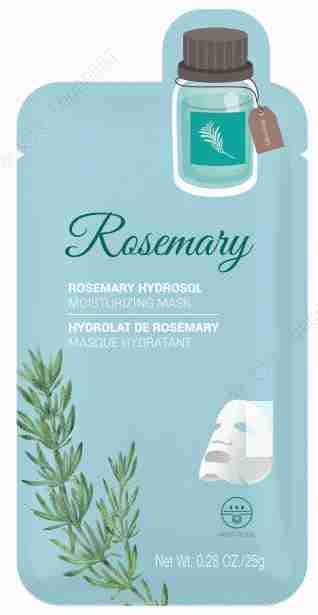 Rosemary
ROSEMARY HYDROSOL
MOISTURIZING MASK
HYDROLAT DE ROSEMARY
MASQUE HYDRATANT
Net Wt. 0.28 OZ./25g